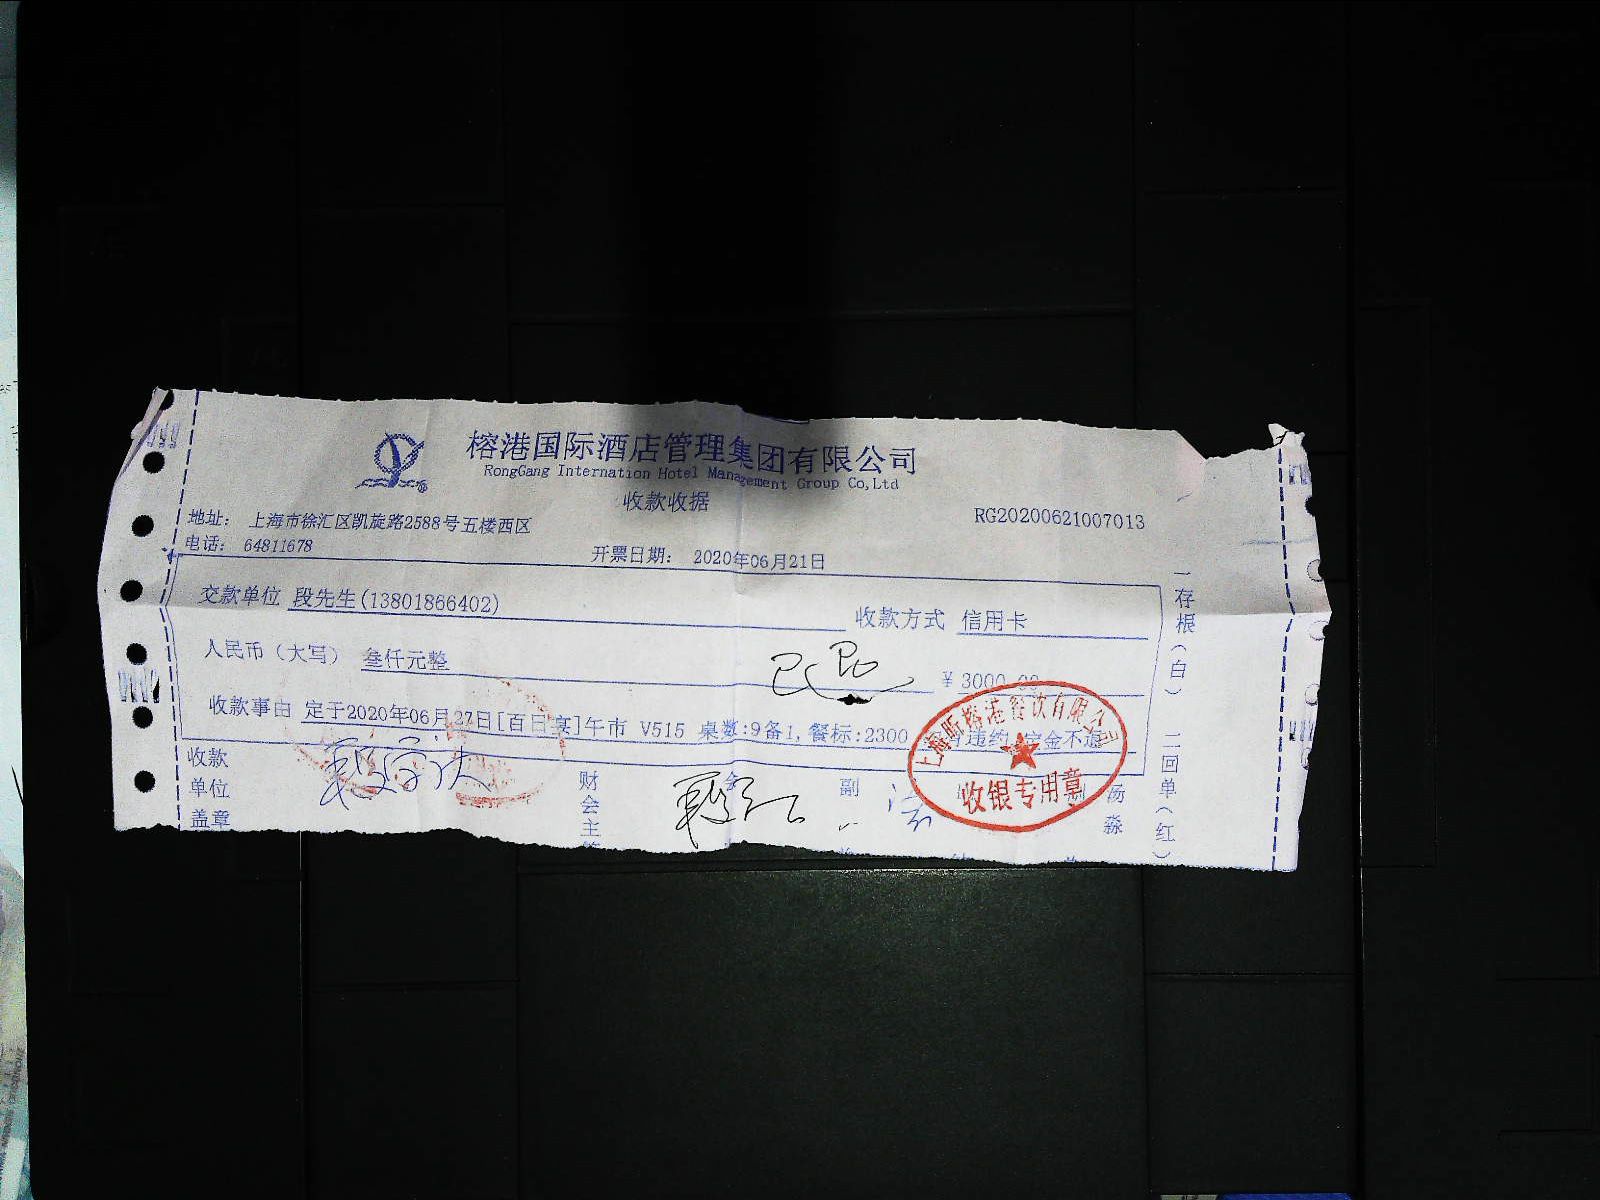 榕港国际酒店管理集团有限公司
RongGang Internation Hotel Management Group Co,Ltd
收款收据
RG20200621007013
地址： 上海市徐汇区凯旋路2588号五楼西区
电话： 64811678
开票日期： 2020年06月21日
交款单位 段先生(13801866402)
收款方式 信用卡
人民币（大写） 叁仟元整
¥3000.00
收款事由 定于2020年06月27日[百日宴]午市 V515 桌数:9备1,餐标:2300 违约 定金不退
收款单位盖章
财会主
副
汤淼
收银专用章
一存根（白）
二回单（红）